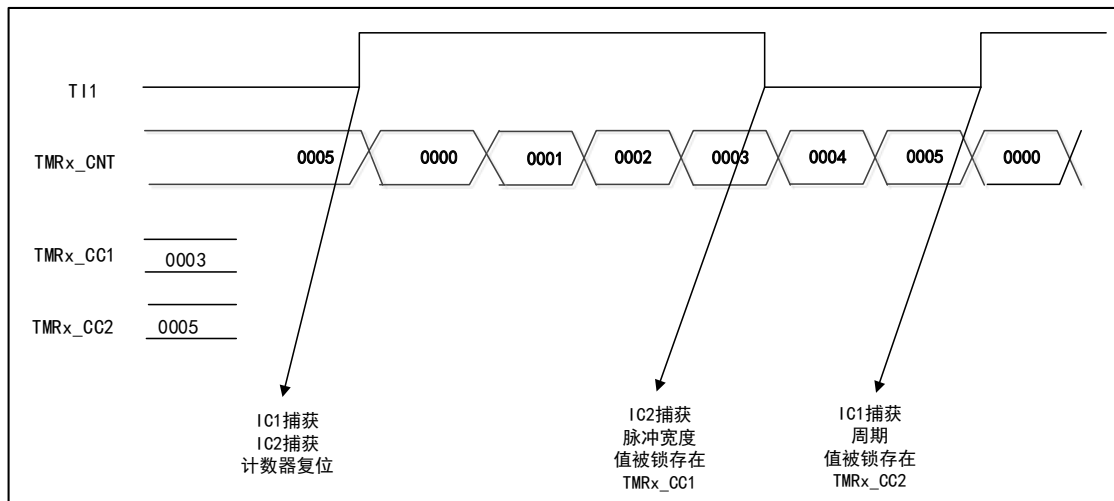 TI1
TMRx_CNT
0005 0000 0001 0002 0003 0004 0005 0000
TMRx_CC1
0003
TMRx_CC2
0005
IC1捕获
IC2捕获
计数器复位
IC2捕获
脉冲宽度
值被锁存在
TMRx_CC1
IC1捕获
周期
值被锁存在
TMRx_CC2